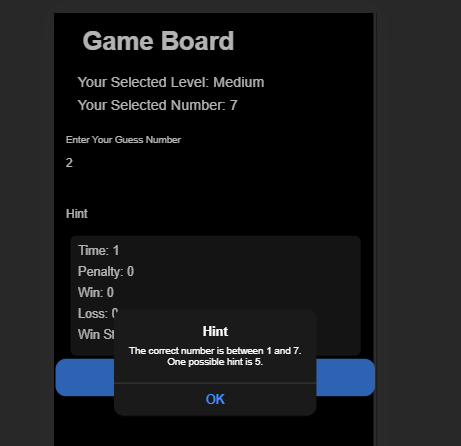 Game Board
Your Selected Level: Medium
Your Selected Number: 7
Enter Your Guess Number
2
Hint
Time: 1
Penalty: 0
Win: 0
Loss: 0
Win St
Hint
The correct number is between 1 and 7.
One possible hint is 5.
OK